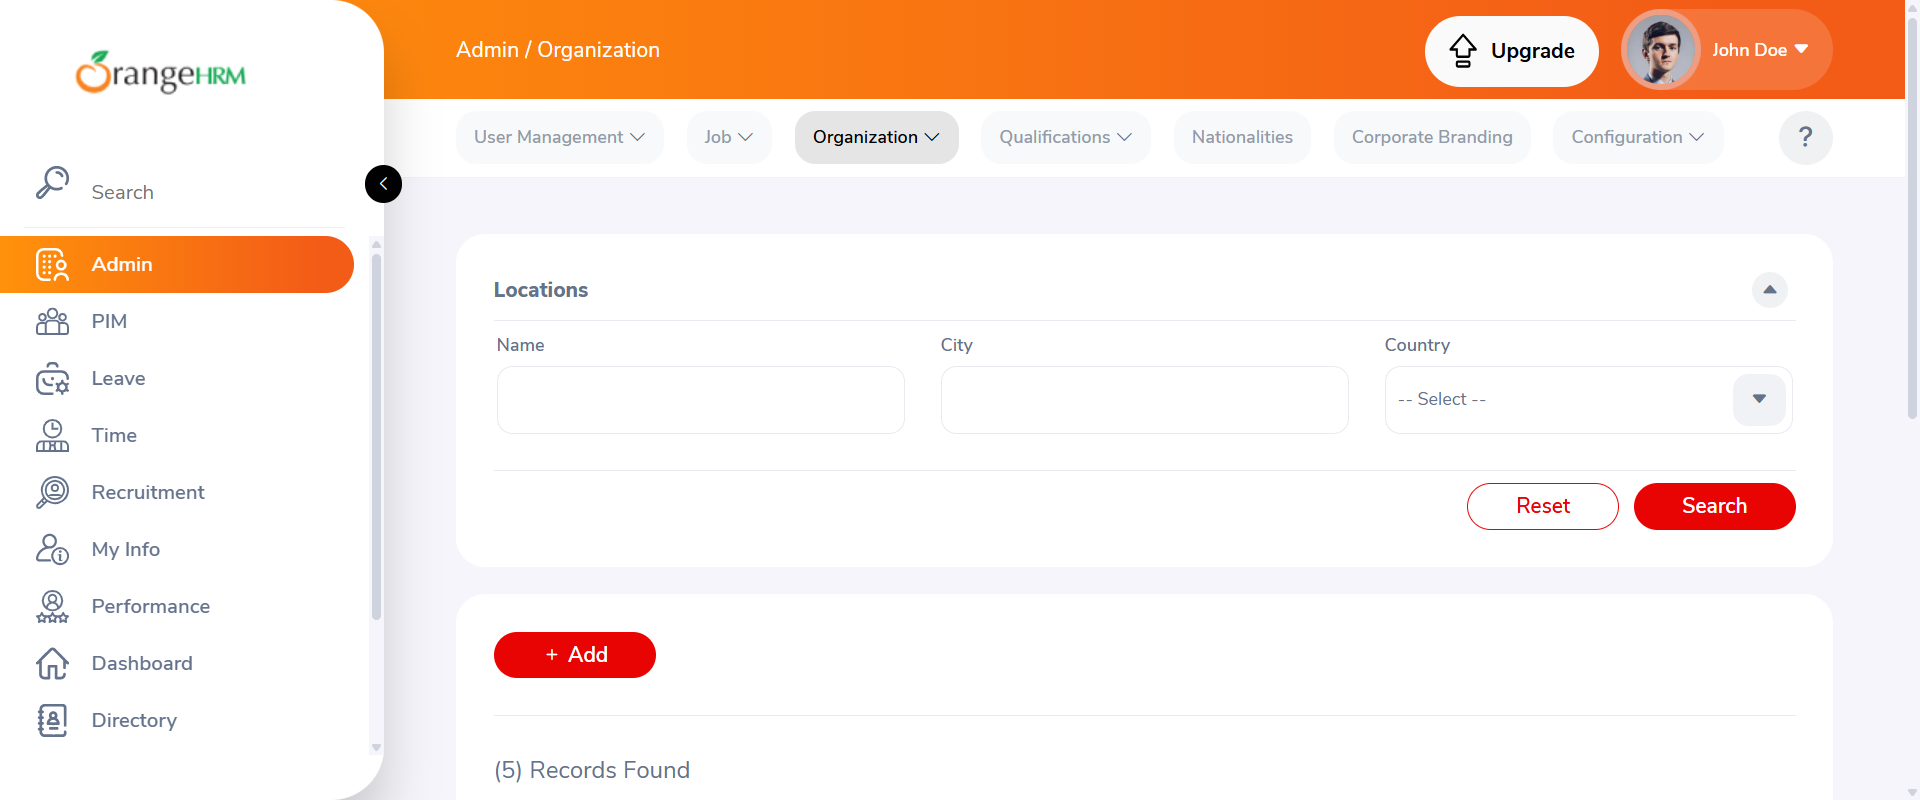 OrangeHRM
Search
Admin
PIM
Leave
Time
Recruitment
My Info
Performance
Dashboard
Directory
Admin / Organization
Upgrade
John Doe
User Management
Job
Organization
Qualifications
Nationalities
Corporate Branding
Configuration
?
Locations
Name
City
Country
-- Select --
Reset
Search
+ Add
(5) Records Found